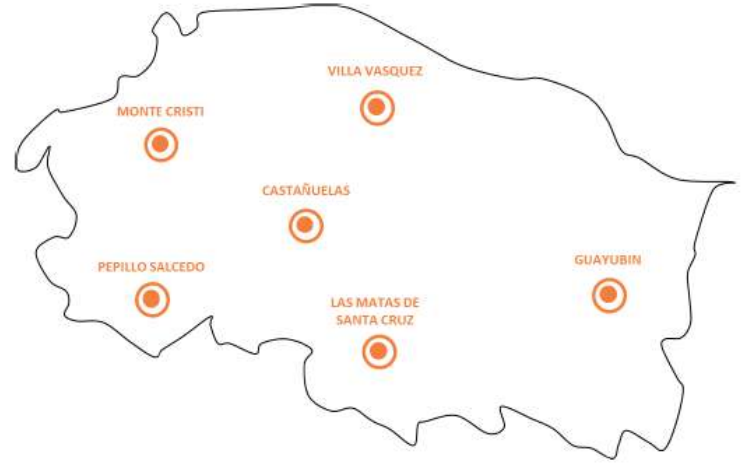 VILLA VASQUEZ
MONTE CRISTI
CASTAÑUELAS
PEPILLO SALCEDO
GUAYUBIN
LAS MATAS DE
SANTA CRUZ